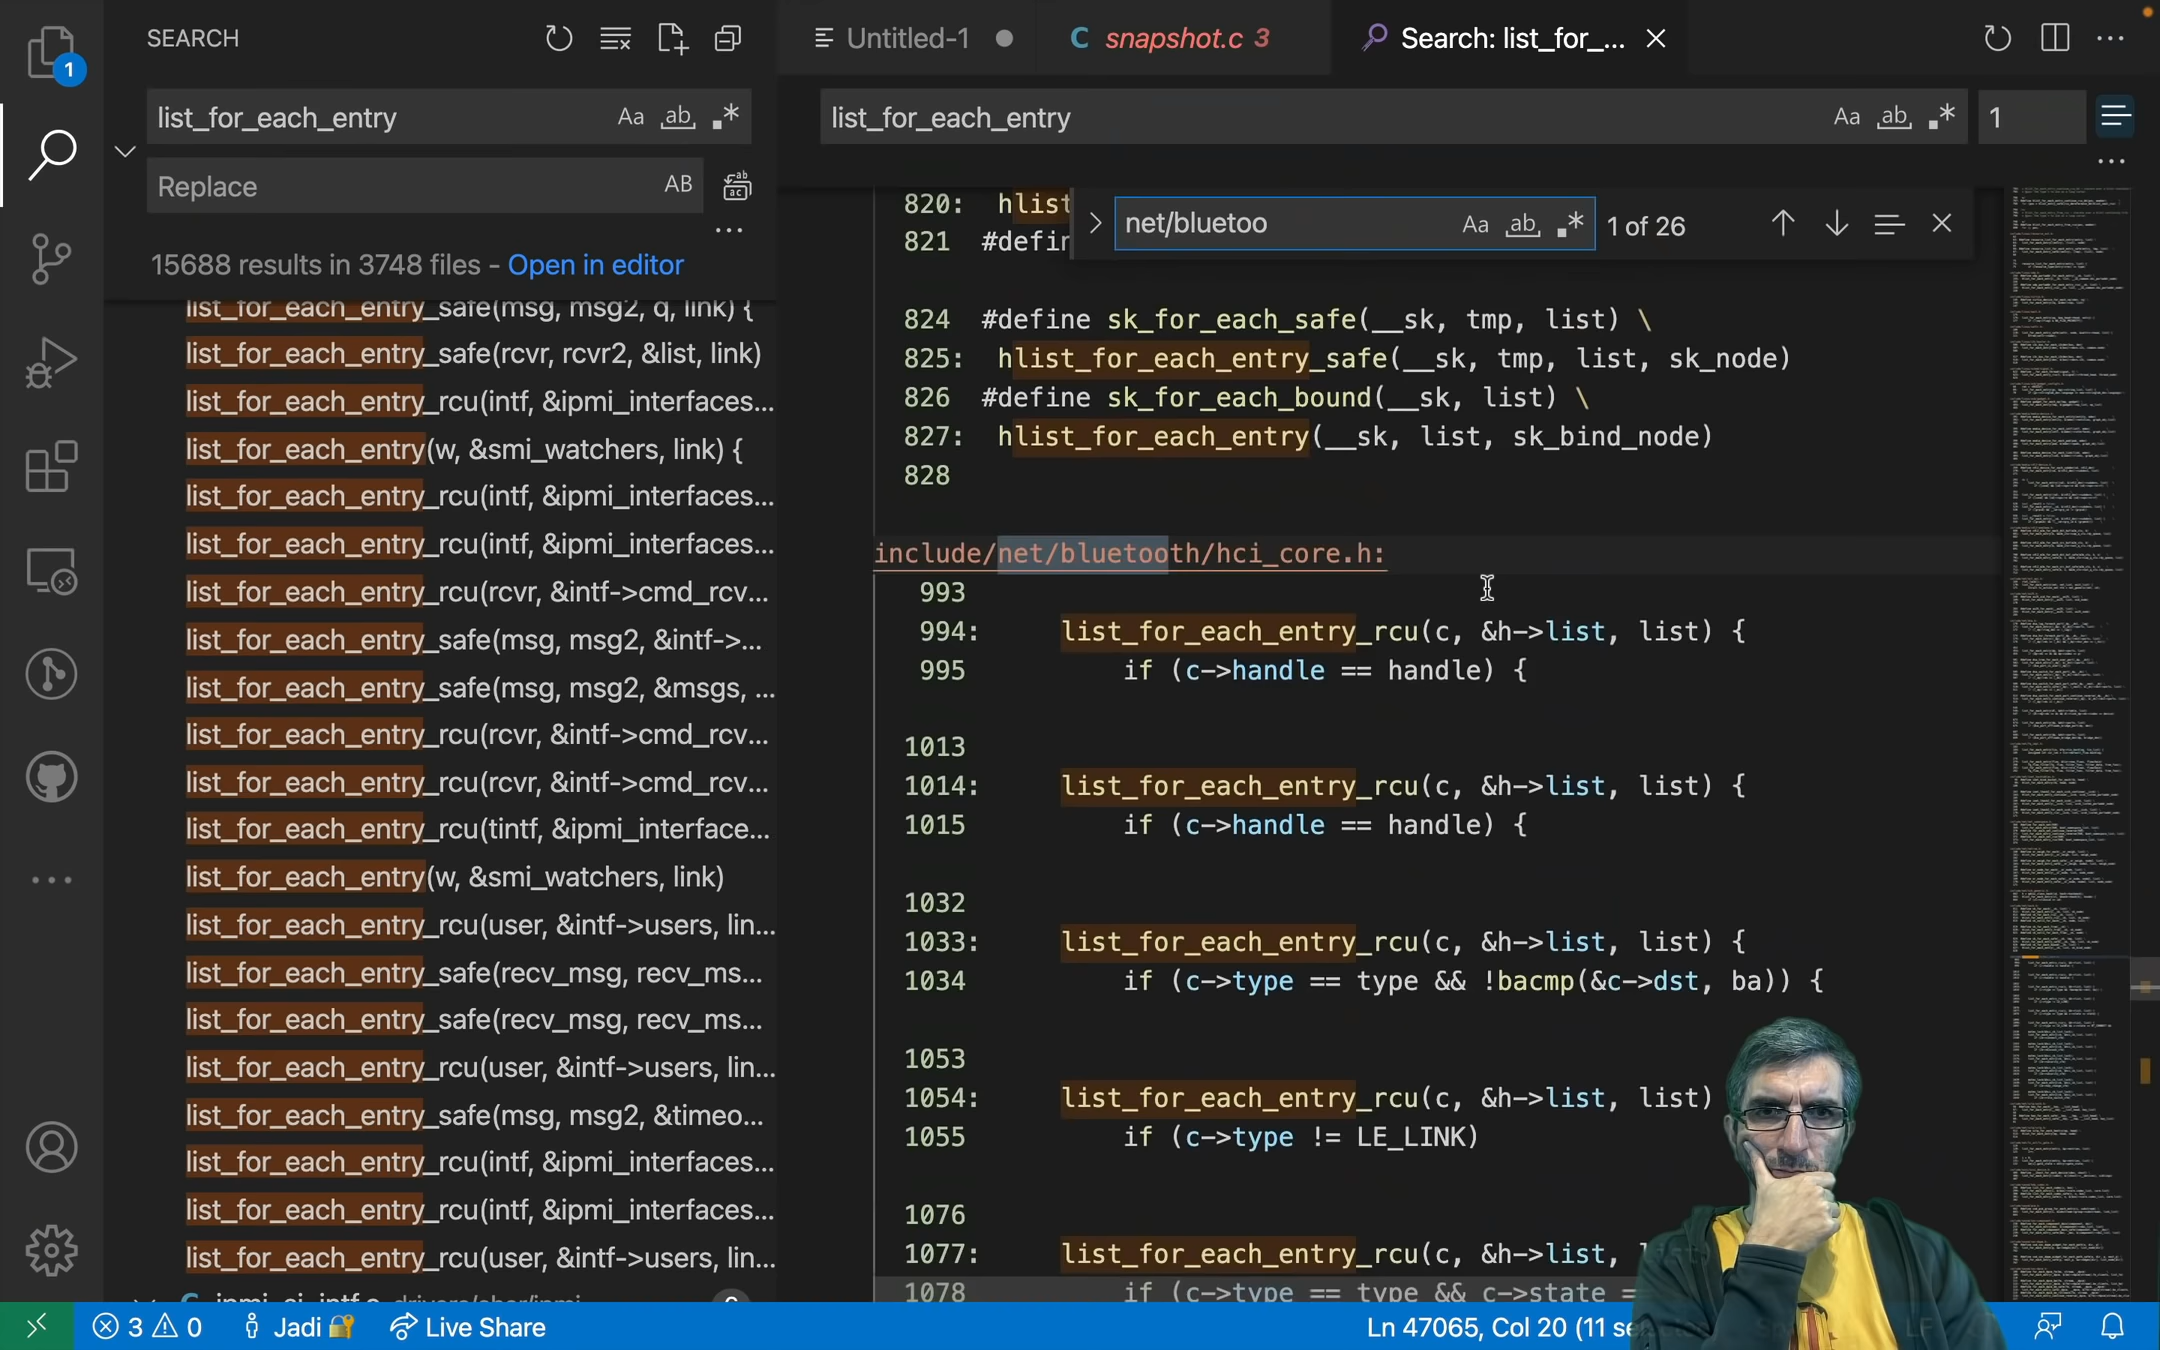 1
SEARCH
list_for_each_entry
Aa ab .*
Replace
AB
15688 results in 3748 files - Open in editor
list_for_each_entry_safe(msg, msg2, q, link) {
list_for_each_entry_safe(rcvr, rcvr2, &list, link)
list_for_each_entry_rcu(intf, &ipmi_interfaces...
list_for_each_entry(w, &smi_watchers, link) {
list_for_each_entry_rcu(intf, &ipmi_interfaces...
list_for_each_entry_rcu(intf, &ipmi_interfaces...
list_for_each_entry_rcu(rcvr, &intf->cmd_rcv...
list_for_each_entry_safe(msg, msg2, &intf->...
list_for_each_entry_safe(msg, msg2, &msgs, ...
list_for_each_entry_rcu(rcvr, &intf->cmd_rcv...
list_for_each_entry_rcu(rcvr, &intf->cmd_rcv...
list_for_each_entry_rcu(tintf, &ipmi_interface...
list_for_each_entry(w, &smi_watchers, link)
list_for_each_entry_rcu(user, &intf->users, lin...
list_for_each_entry_safe(recv_msg, recv_ms...
list_for_each_entry_safe(recv_msg, recv_ms...
list_for_each_entry_rcu(user, &intf->users, lin...
list_for_each_entry_safe(msg, msg2, &timeo...
list_for_each_entry_rcu(intf, &ipmi_interfaces...
list_for_each_entry_rcu(intf, &ipmi_interfaces...
list_for_each_entry_rcu(user, &intf->users, lin...
Untitled-1
C snapshot.c 3
Search: list_for_...
list_for_each_entry
Aa ab .*
1
net/bluetoo
Aa ab .*
1 of 26
820: hlist
821 #defin
824 #define sk_for_each_safe(__sk, tmp, list) \
825: hlist_for_each_entry_safe(__sk, tmp, list, sk_node)
826 #define sk_for_each_bound(__sk, list) \
827: hlist_for_each_entry(__sk, list, sk_bind_node)
828
include/net/bluetooth/hci_core.h:
993
994: list_for_each_entry_rcu(c, &h->list, list) {
995 if (c->handle == handle) {
1013
1014: list_for_each_entry_rcu(c, &h->list, list) {
1015 if (c->handle == handle) {
1032
1033: list_for_each_entry_rcu(c, &h->list, list) {
1034 if (c->type == type && !bacmp(&c->dst, ba)) {
1053
1054: list_for_each_entry_rcu(c, &h->list, list)
1055 if (c->type != LE_LINK)
1076
1077: list_for_each_entry_rcu(c, &h->list,
1078 if (c->type == type && c->state =
3 0 Jadi Live Share
Ln 47065, Col 20 (11 se